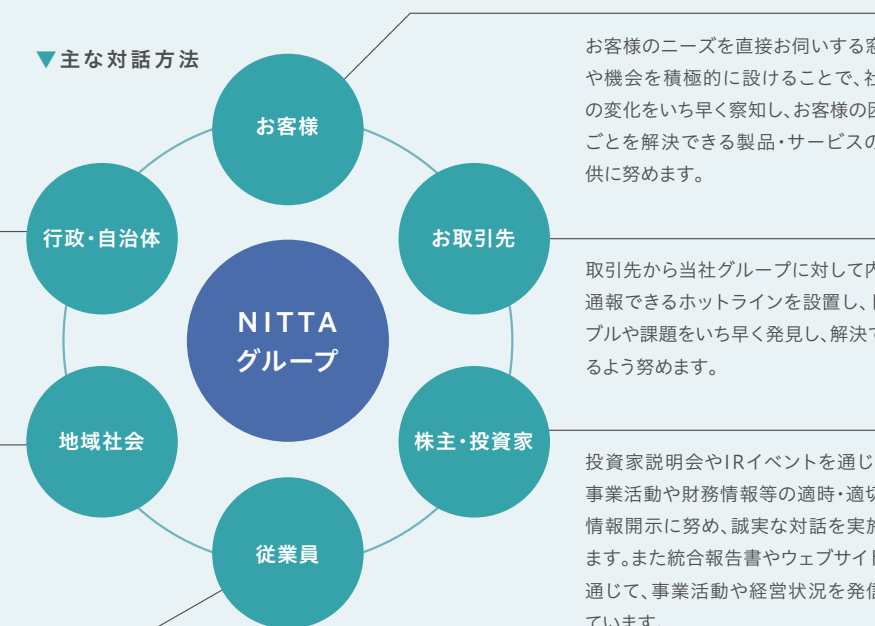 ▼主な対話方法
お客様
行政・自治体
お取引先
NITTA
グループ
地域社会
株主・投資家
従業員
お客様のニーズを直接お伺いする窓
や機会を積極的に設けることで、社
の変化をいち早く察知し、お客様の困
ごとを解決できる製品・サービスの
供に努めます。
取引先から当社グループに対して内
通報できるホットラインを設置し、
ブルや課題をいち早く発見し、解決で
るよう努めます。
投資家説明会やIRイベントを通じ
事業活動や財務情報等の適時・適切
情報開示に努め、誠実な対話を実施
ます。また統合報告書やウェブサイト
通じて、事業活動や経営状況を発信
ています。